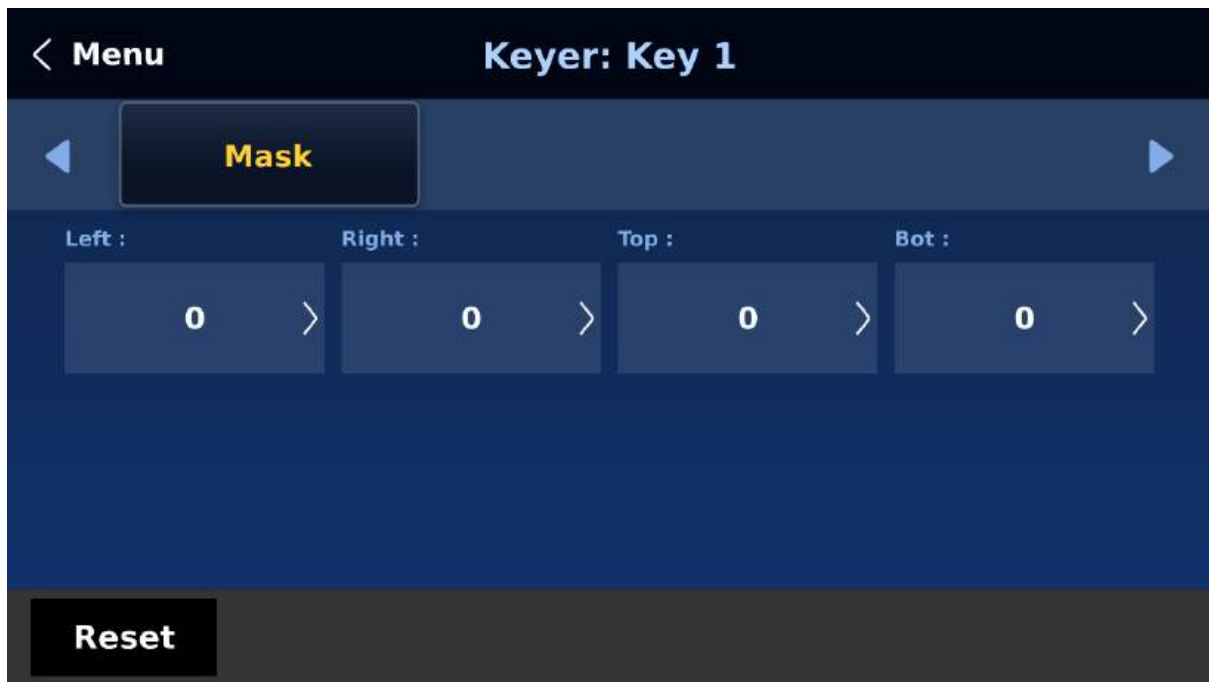 Menu
Keyer: Key 1
Mask
Left :
Right :
Top :
Bot :
0
0
0
0
Reset